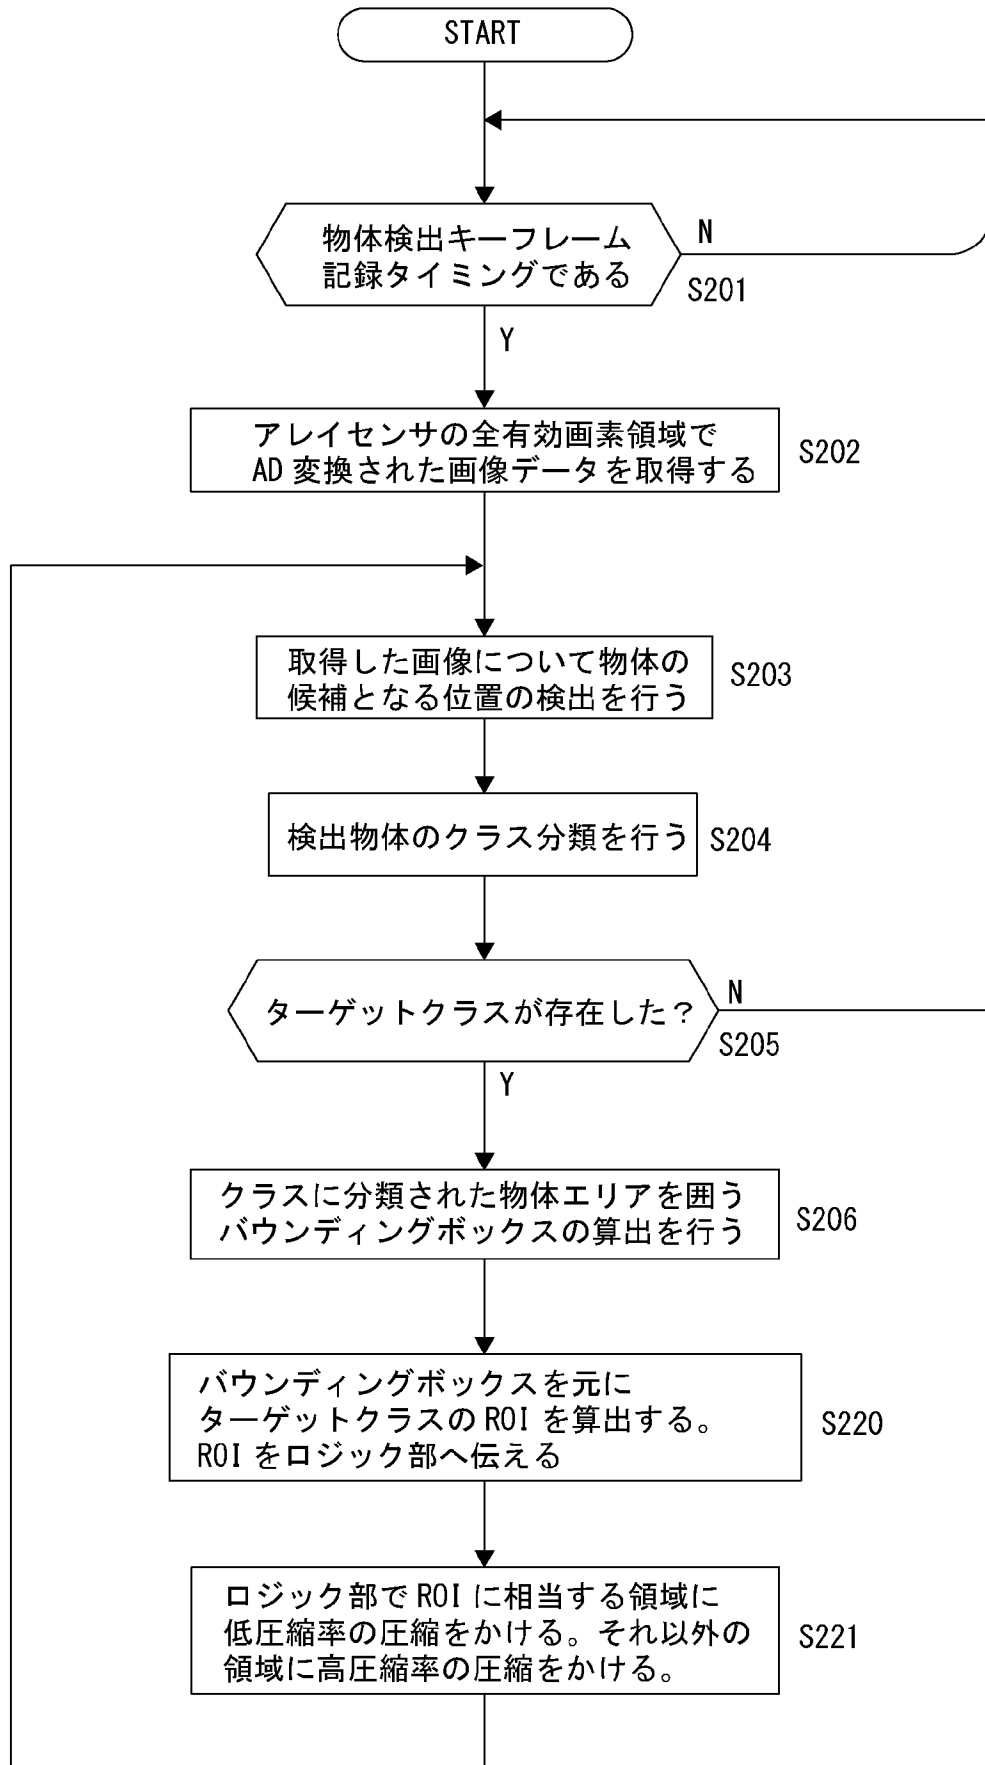 START
物体検出キーフレーム
記録タイミングである
N
S201
Y
アレイセンサの全有効画素領域で
AD変換された画像データを取得する
S202
取得した画像について物体の
候補となる位置の検出を行う
S203
検出物体のクラス分類を行う
S204
ターゲットクラスが存在した？
N
S205
Y
クラスに分類された物体エリアを囲う
バウンディングボックスの算出を行う
S206
バウンディングボックスを元に
ターゲットクラスのROIを算出する。
ROIをロジック部へ伝える
S220
ロジック部でROIに相当する領域に
低圧縮率の圧縮をかける。それ以外の
領域に高圧縮率の圧縮をかける。
S221